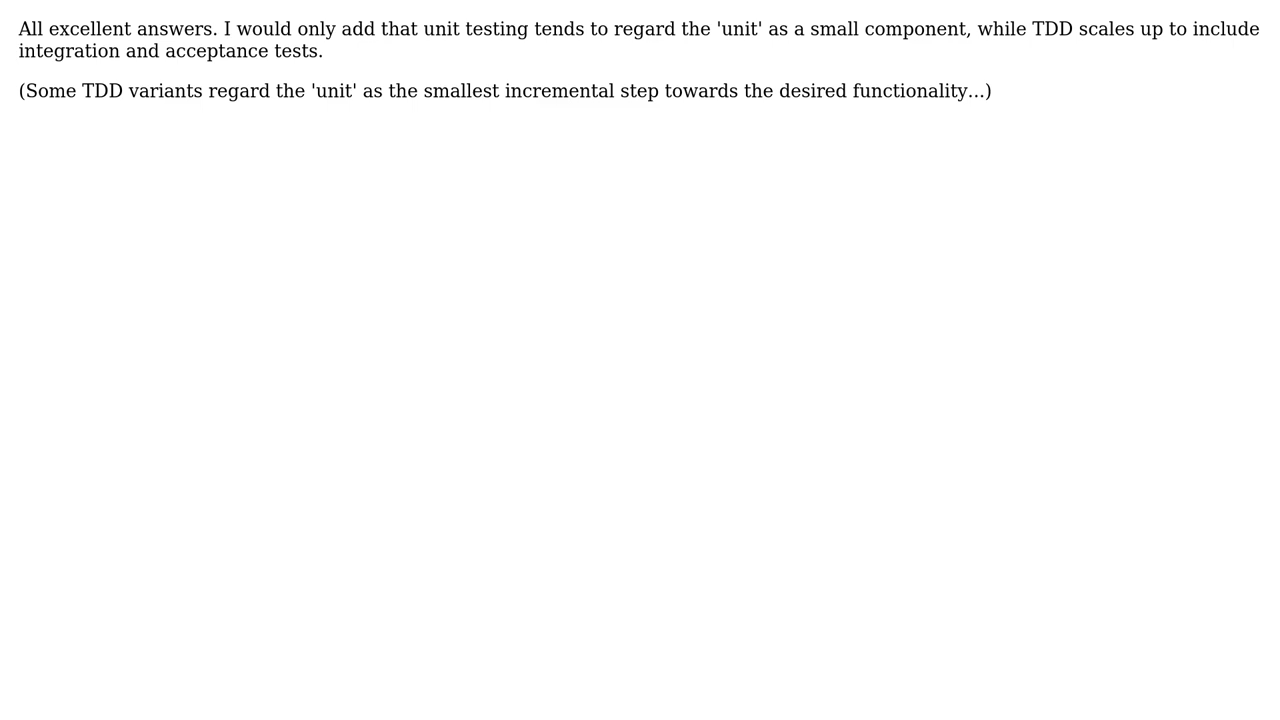 All excellent answers. I would only add that unit testing tends to regard the 'unit' as a small component, while TDD scales up to include
integration and acceptance tests.
(Some TDD variants regard the 'unit' as the smallest incremental step towards the desired functionality...)